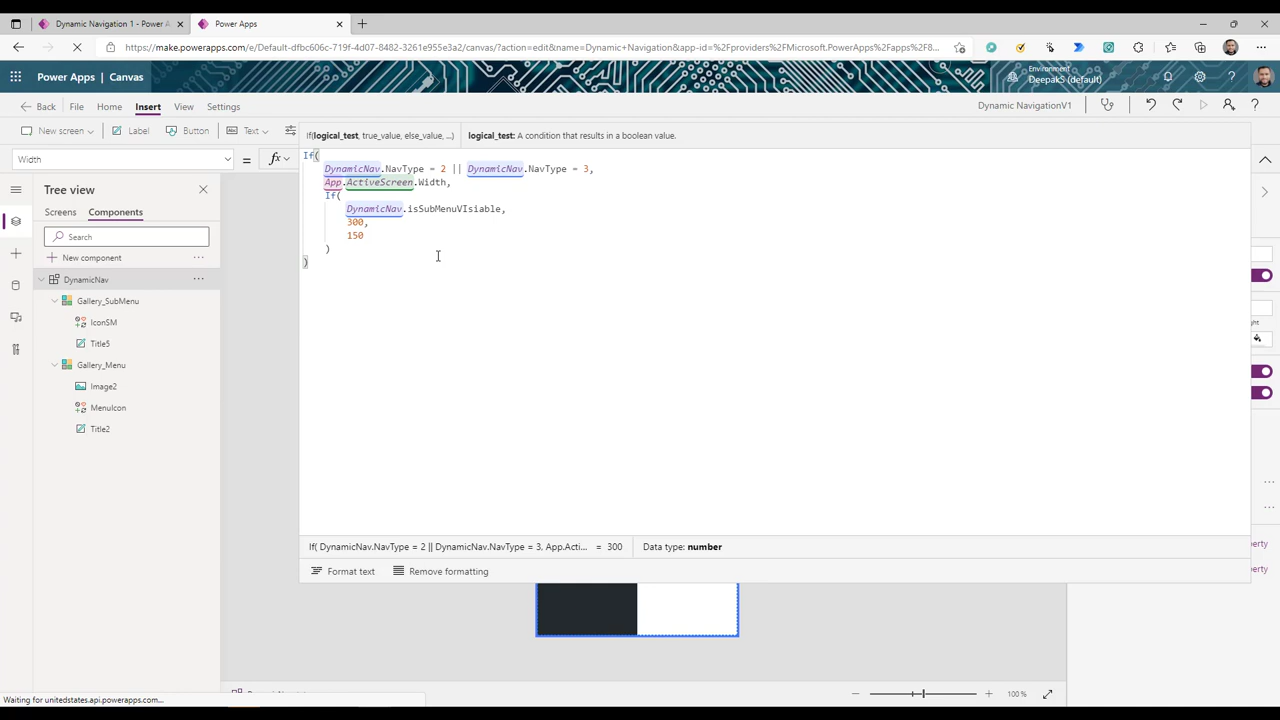 Dynamic Navigation 1 - Power A
Power Apps
https://make.powerapps.com/e/Default-dfbc606c-719f-4d07-8482-3261e955e3a2/canvas/?action=edit&name=Dynamic+Navigation&app-id=%2Fproviders%2FMicrosoft.PowerApps%2Fapps%2F8...
Power Apps | Canvas
Environment
DeepakS (default)
Back
File
Home
Insert
View
Settings
Dynamic NavigationV1
New screen
Label
Button
Text
If(logical_test, true_value, else_value, ...)
logical_test: A condition that results in a boolean value.
Width
= fx
If(
DynamicNav.NavType = 2 || DynamicNav.NavType = 3,
App.ActiveScreen.Width,
If(
DynamicNav.isSubMenuVIsiable,
300,
150
)
)
Tree view
Screens
Components
Search
New component
DynamicNav
Gallery_SubMenu
IconSM
Title5
Gallery_Menu
Image2
MenuIcon
Title2
ght
erty
erty
If( DynamicNav.NavType = 2 || DynamicNav.NavType = 3, App.Acti... = 300
Data type: number
Format text
Remove formatting
Waiting for unitedstates.api.powerapps.com...
100 %